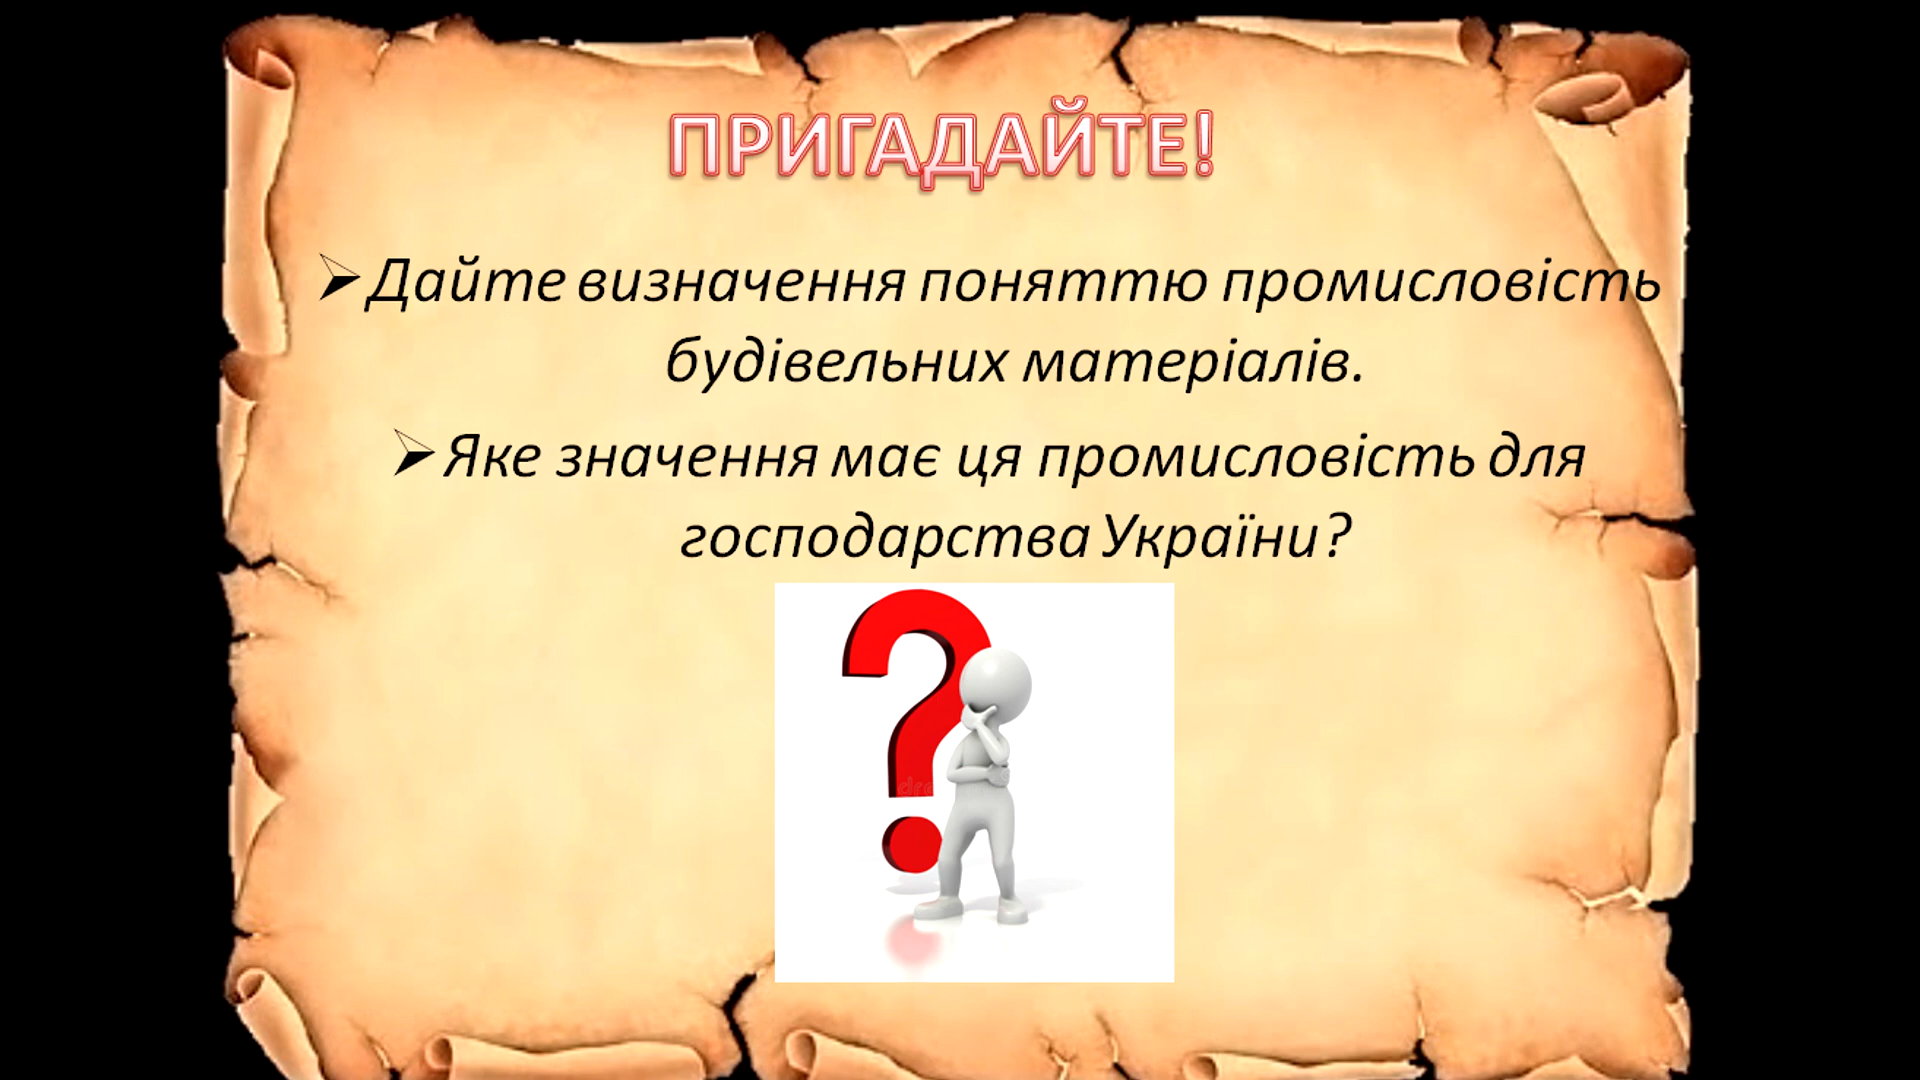 ПРИГАДАЙТЕ!
➢Дайте визначення поняттю промисловість
будівельних матеріалів.
➢Яке значення має ця промисловість для
господарства України?